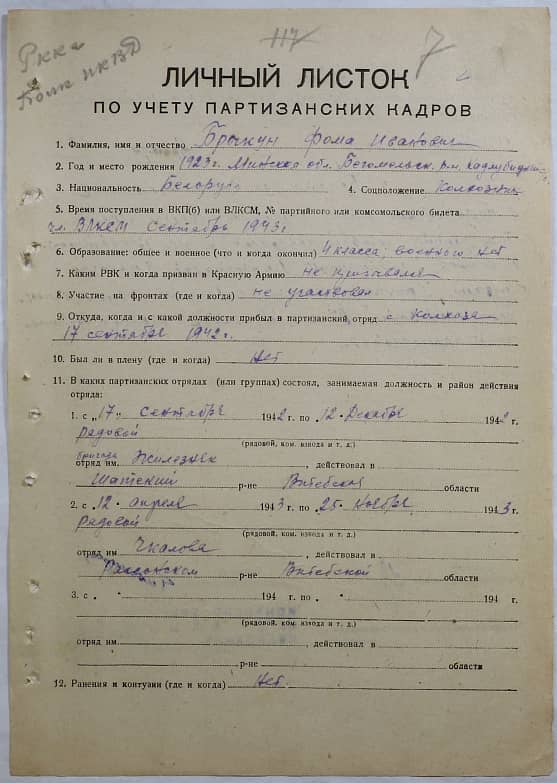 117 7
Ркка
Полк НКВД
ЛИЧНЫЙ ЛИСТОК
ПО УЧЕТУ ПАРТИЗАНСКИХ КАДРОВ
1. Фамилия, имя и отчество Брыкун Фома Иванович
2. Год и место рождения 1923г. Минско обл. Бегомольск.
3. Национальность Белорус 4. Соцположение Колхозник
5. Время поступления в ВКП(б) или ВЛКСМ, № партийного или комсомольского билета
чл. ВЛКСМ Сентябрь 1943г.
6. Образование: общее и военное (что и когда окончил) 4 класса, военного нет
7. Каким РВК и когда призван в Красную Армию не призывался
8. Участие на фронтах (где и когда) не участвовал
9. Откуда, когда и с какой должности прибыл в партизанский отряд с Колхоза
17 сентября 1942г.
10. Был ли в плену (где и когда) Нет
11. В каких партизанских отрядах (или группах) состоял, занимаемая должность и район действия
отряда:
1. с „17" Сентября 1942 г. по „12" Декабря 1942 г.
рядовой
(рядовой, ком. взвода и т. д.)
бригада
отряд им. Железняк, действовал в
р-не Витебской области
2. с „12" апреля 1943 г. по „25" Ноября 1943 г.
рядовой
(рядовой, ком. взвода и т. д.)
отряд им Чкалова, действовал в
р-не Витебской области
3. с „ " 194 г. по „ " 194 г.
(рядовой, ком. взвода и т. д.)
отряд им., действовал в
р-не области
12. Ранения и контузии (где и когда) Нет